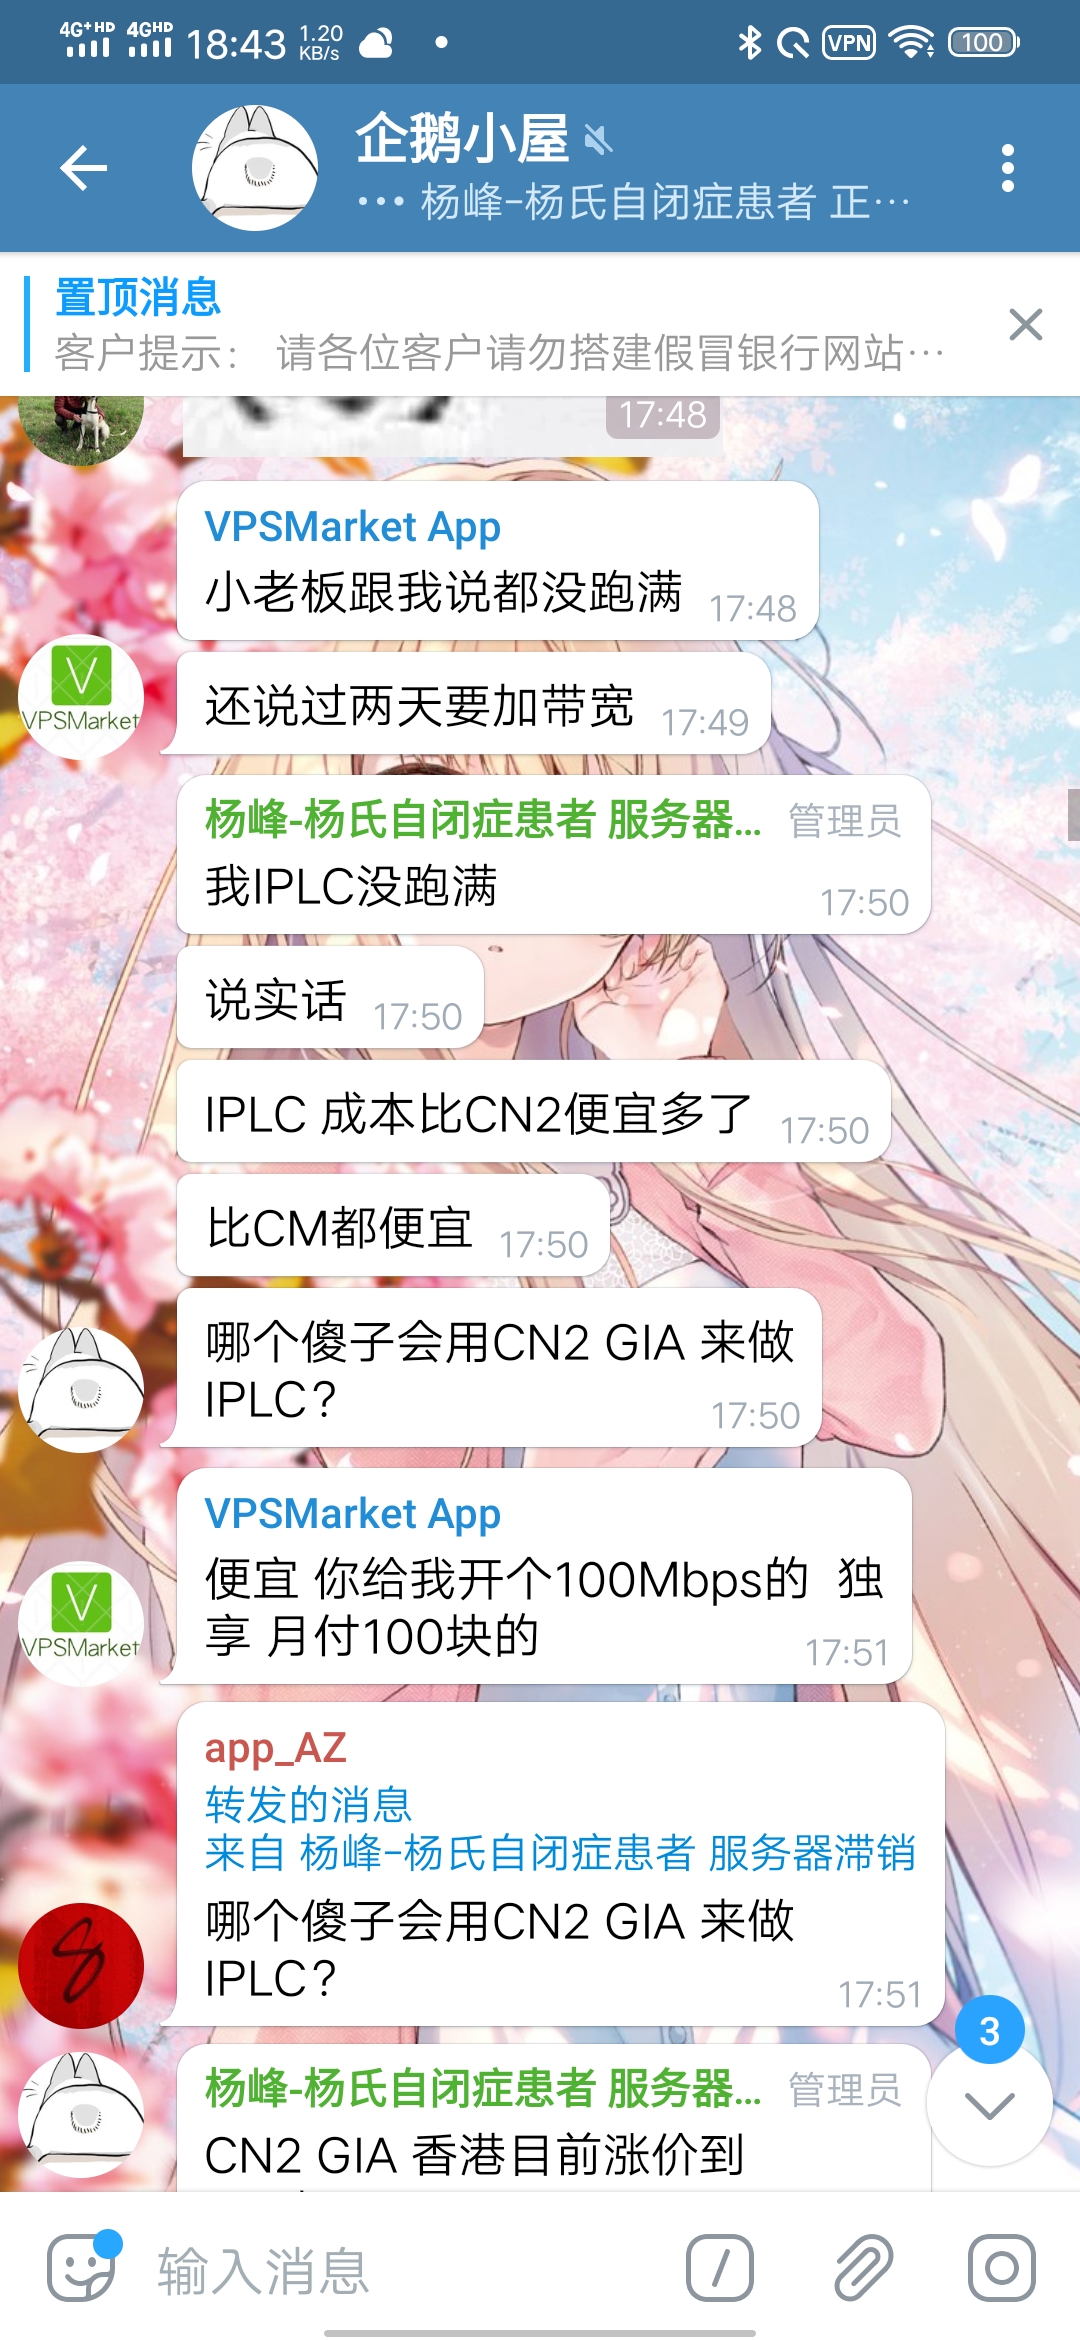 4G+HD 4GHD 18:43 1.20 KB/s VPN 100
企鹅小屋
··· 杨峰-杨氏自闭症患者 正···
置顶消息
客户提示： 请各位客户请勿搭建假冒银行网站···
17:48
VPSMarket App
小老板跟我说都没跑满 17:48
V
VPSMarket
还说过两天要加带宽 17:49
杨峰-杨氏自闭症患者 服务器... 管理员
我IPLC没跑满 17:50
说实话 17:50
IPLC 成本比CN2便宜多了 17:50
比CM都便宜 17:50
哪个傻子会用CN2 GIA 来做
IPLC？ 17:50
VPSMarket App
便宜 你给我开个100Mbps的 独
享 月付100块的 17:51
V
VPSMarket
app_AZ
转发的消息
来自 杨峰-杨氏自闭症患者 服务器滞销
哪个傻子会用CN2 GIA 来做
IPLC？ 17:51
8
3
杨峰-杨氏自闭症患者 服务器... 管理员
CN2 GIA 香港目前涨价到
输入消息